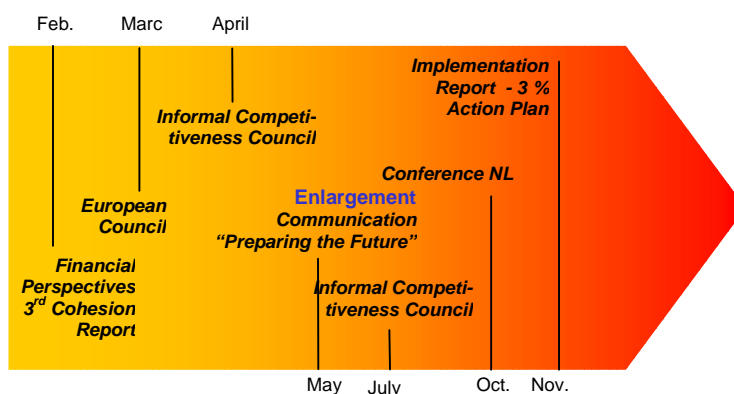 Feb.
Marc
April
Implementation
Report - 3 %
Action Plan
Informal Competi-
tiveness Council
Conference NL
Enlargement
European
Council
Communication
“Preparing the Future”
Financial
Perspectives
3rd Cohesion
Report
Informal Competi-
tiveness Council
May
July
Oct.
Nov.